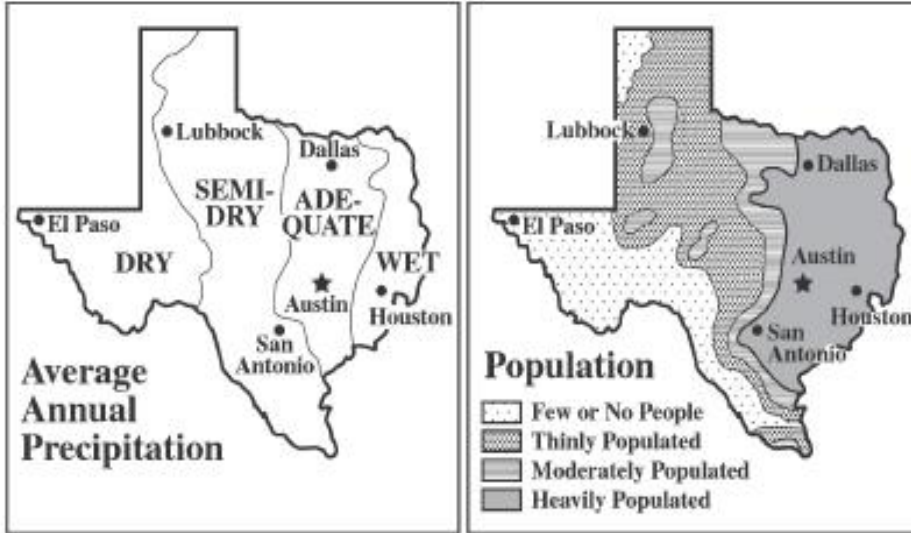 Lubbock
Dallas
SEMI-
DRY
ADE-
QUATE
El Paso
DRY
WET
Austin
Houston
San
Antonio
Average
Annual
Precipitation
Lubbock
Dallas
El Paso
Austin
Houston
San
Antonio
Population
Few or No People
Thinly Populated
Moderately Populated
Heavily Populated